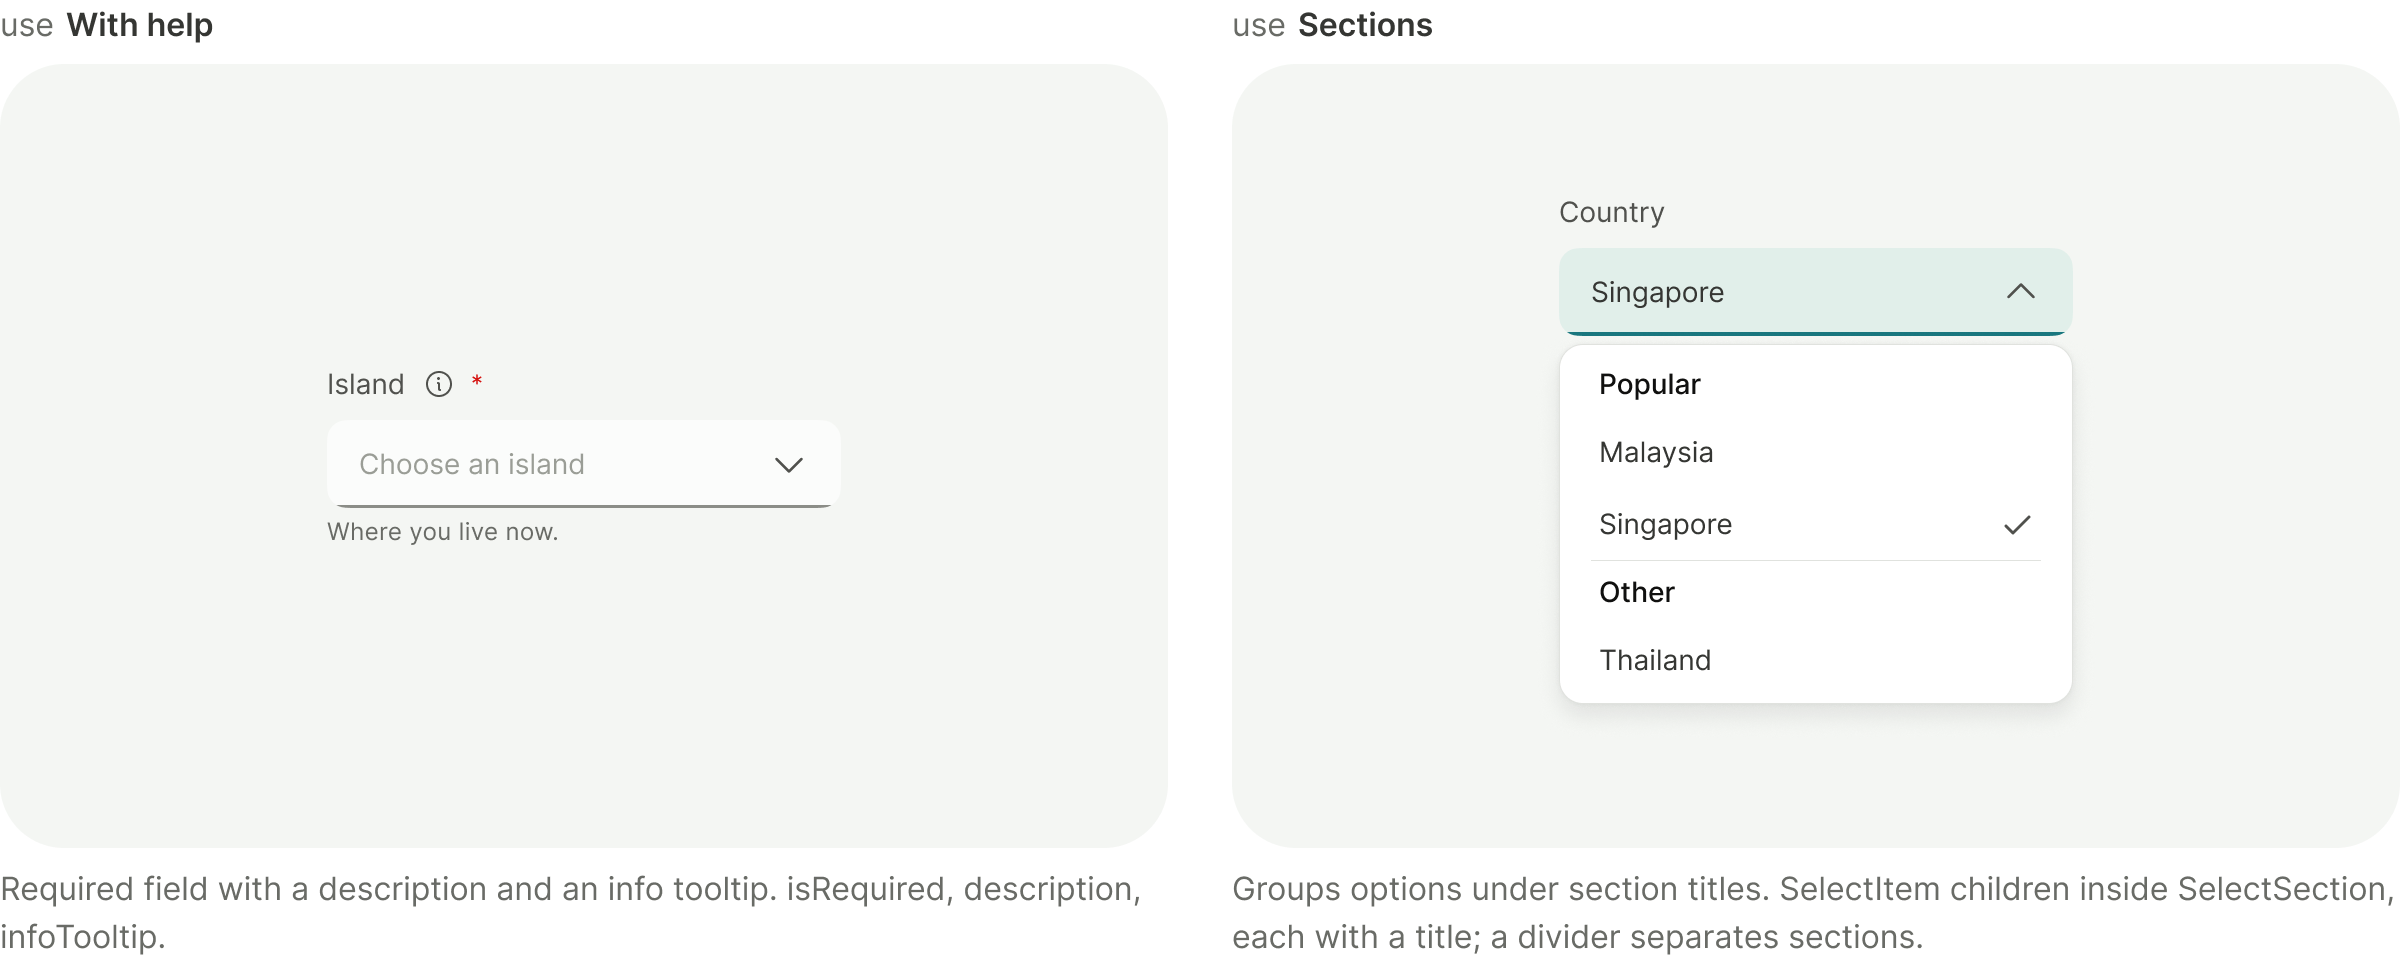 use With help
Island *
Choose an island
Where you live now.
Required field with a description and an info tooltip. isRequired, description,
infoTooltip.
use Sections
Country
Singapore
Popular
Malaysia
Singapore
Other
Thailand
Groups options under section titles. SelectItem children inside SelectSection,
each with a title; a divider separates sections.